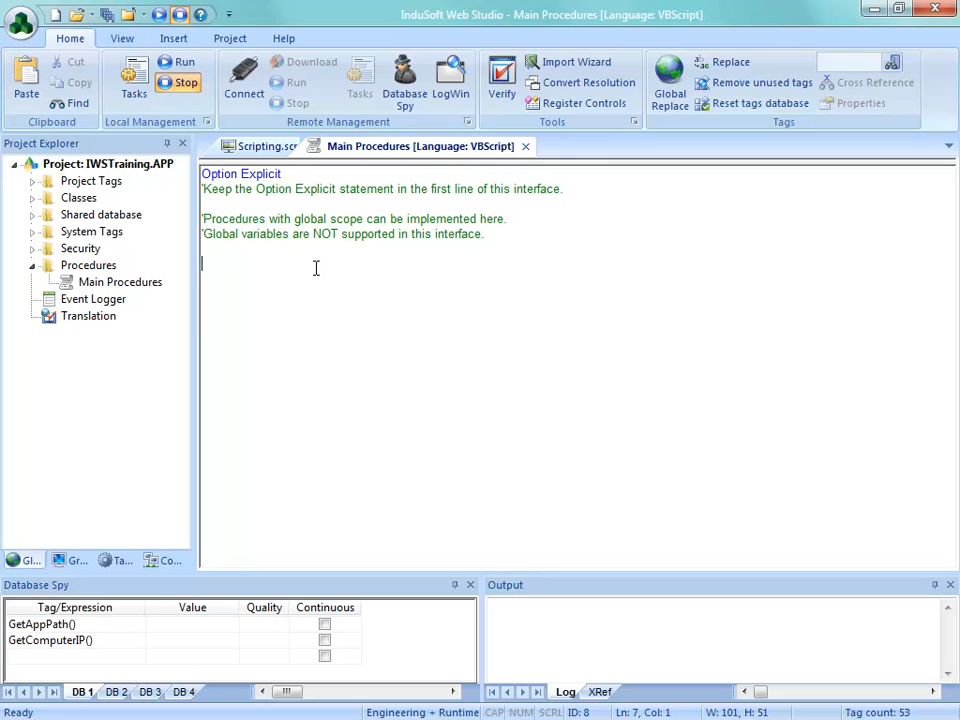 InduSoft Web Studio - Main Procedures [Language: VBScript]
Home View Insert Project Help
Paste
Cut
Copy
Find
Clipboard
Tasks
Run
Stop
Local Management
Connect
Download
Run
Stop
Tasks
Database Spy
LogWin
Remote Management
Verify
Import Wizard
Convert Resolution
Register Controls
Tools
Global Replace
Replace
Remove unused tags
Reset tags database
Cross Reference
Properties
Tags
Project Explorer
Project: IWSTraining.APP
Project Tags
Classes
Shared database
System Tags
Security
Procedures
Main Procedures
Event Logger
Translation
Gl... Gr... Ta... Co...
Scripting.scr
Main Procedures [Language: VBScript]
Option Explicit
'Keep the Option Explicit statement in the first line of this interface.
'Procedures with global scope can be implemented here.
'Global variables are NOT supported in this interface.
Database Spy
Tag/Expression Value Quality Continuous
GetAppPath()
GetComputerIP()
DB 1 DB 2 DB 3 DB 4
Output
Log XRef
Ready
Engineering + Runtime CAP NUM SCRL ID: 8 Ln: 7, Col: 1 W: 101, H: 51 Tag count: 53